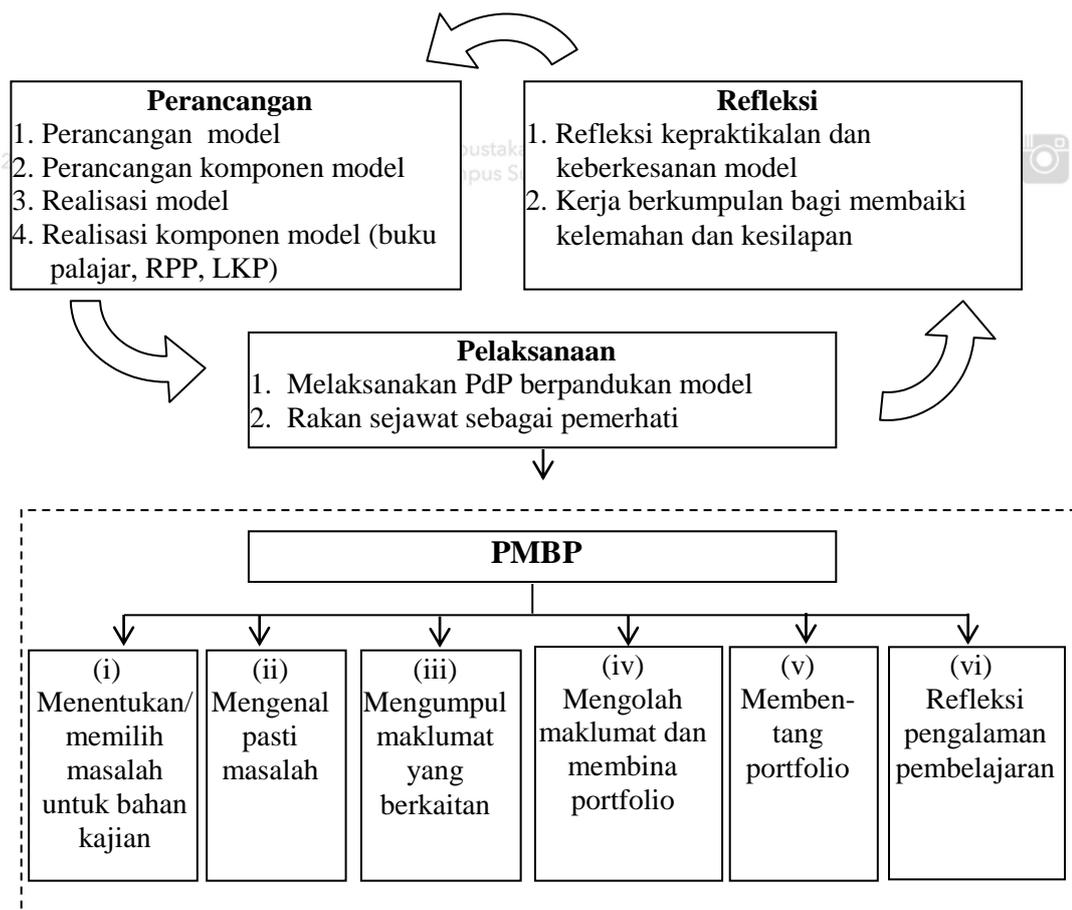 Perancangan
1. Perancangan model
2. Perancangan komponen model
3. Realisasi model
4. Realisasi komponen model (buku
palajar, RPP, LKP)
Refleksi
1. Refleksi kepraktikalan dan
keberkesanan model
2. Kerja berkumpulan bagi membaiki
kelemahan dan kesilapan
Pelaksanaan
1. Melaksanakan PdP berpandukan model
2. Rakan sejawat sebagai pemerhati
PMBP
(i)
Menentukan/
memilih
masalah
untuk bahan
kajian
(ii)
Mengenal
pasti
masalah
(iii)
Mengumpul
maklumat
yang
berkaitan
(iv)
Mengolah
maklumat dan
membina
portfolio
(v)
Memben-
tang
portfolio
(vi)
Refleksi
pengalaman
pembelajaran